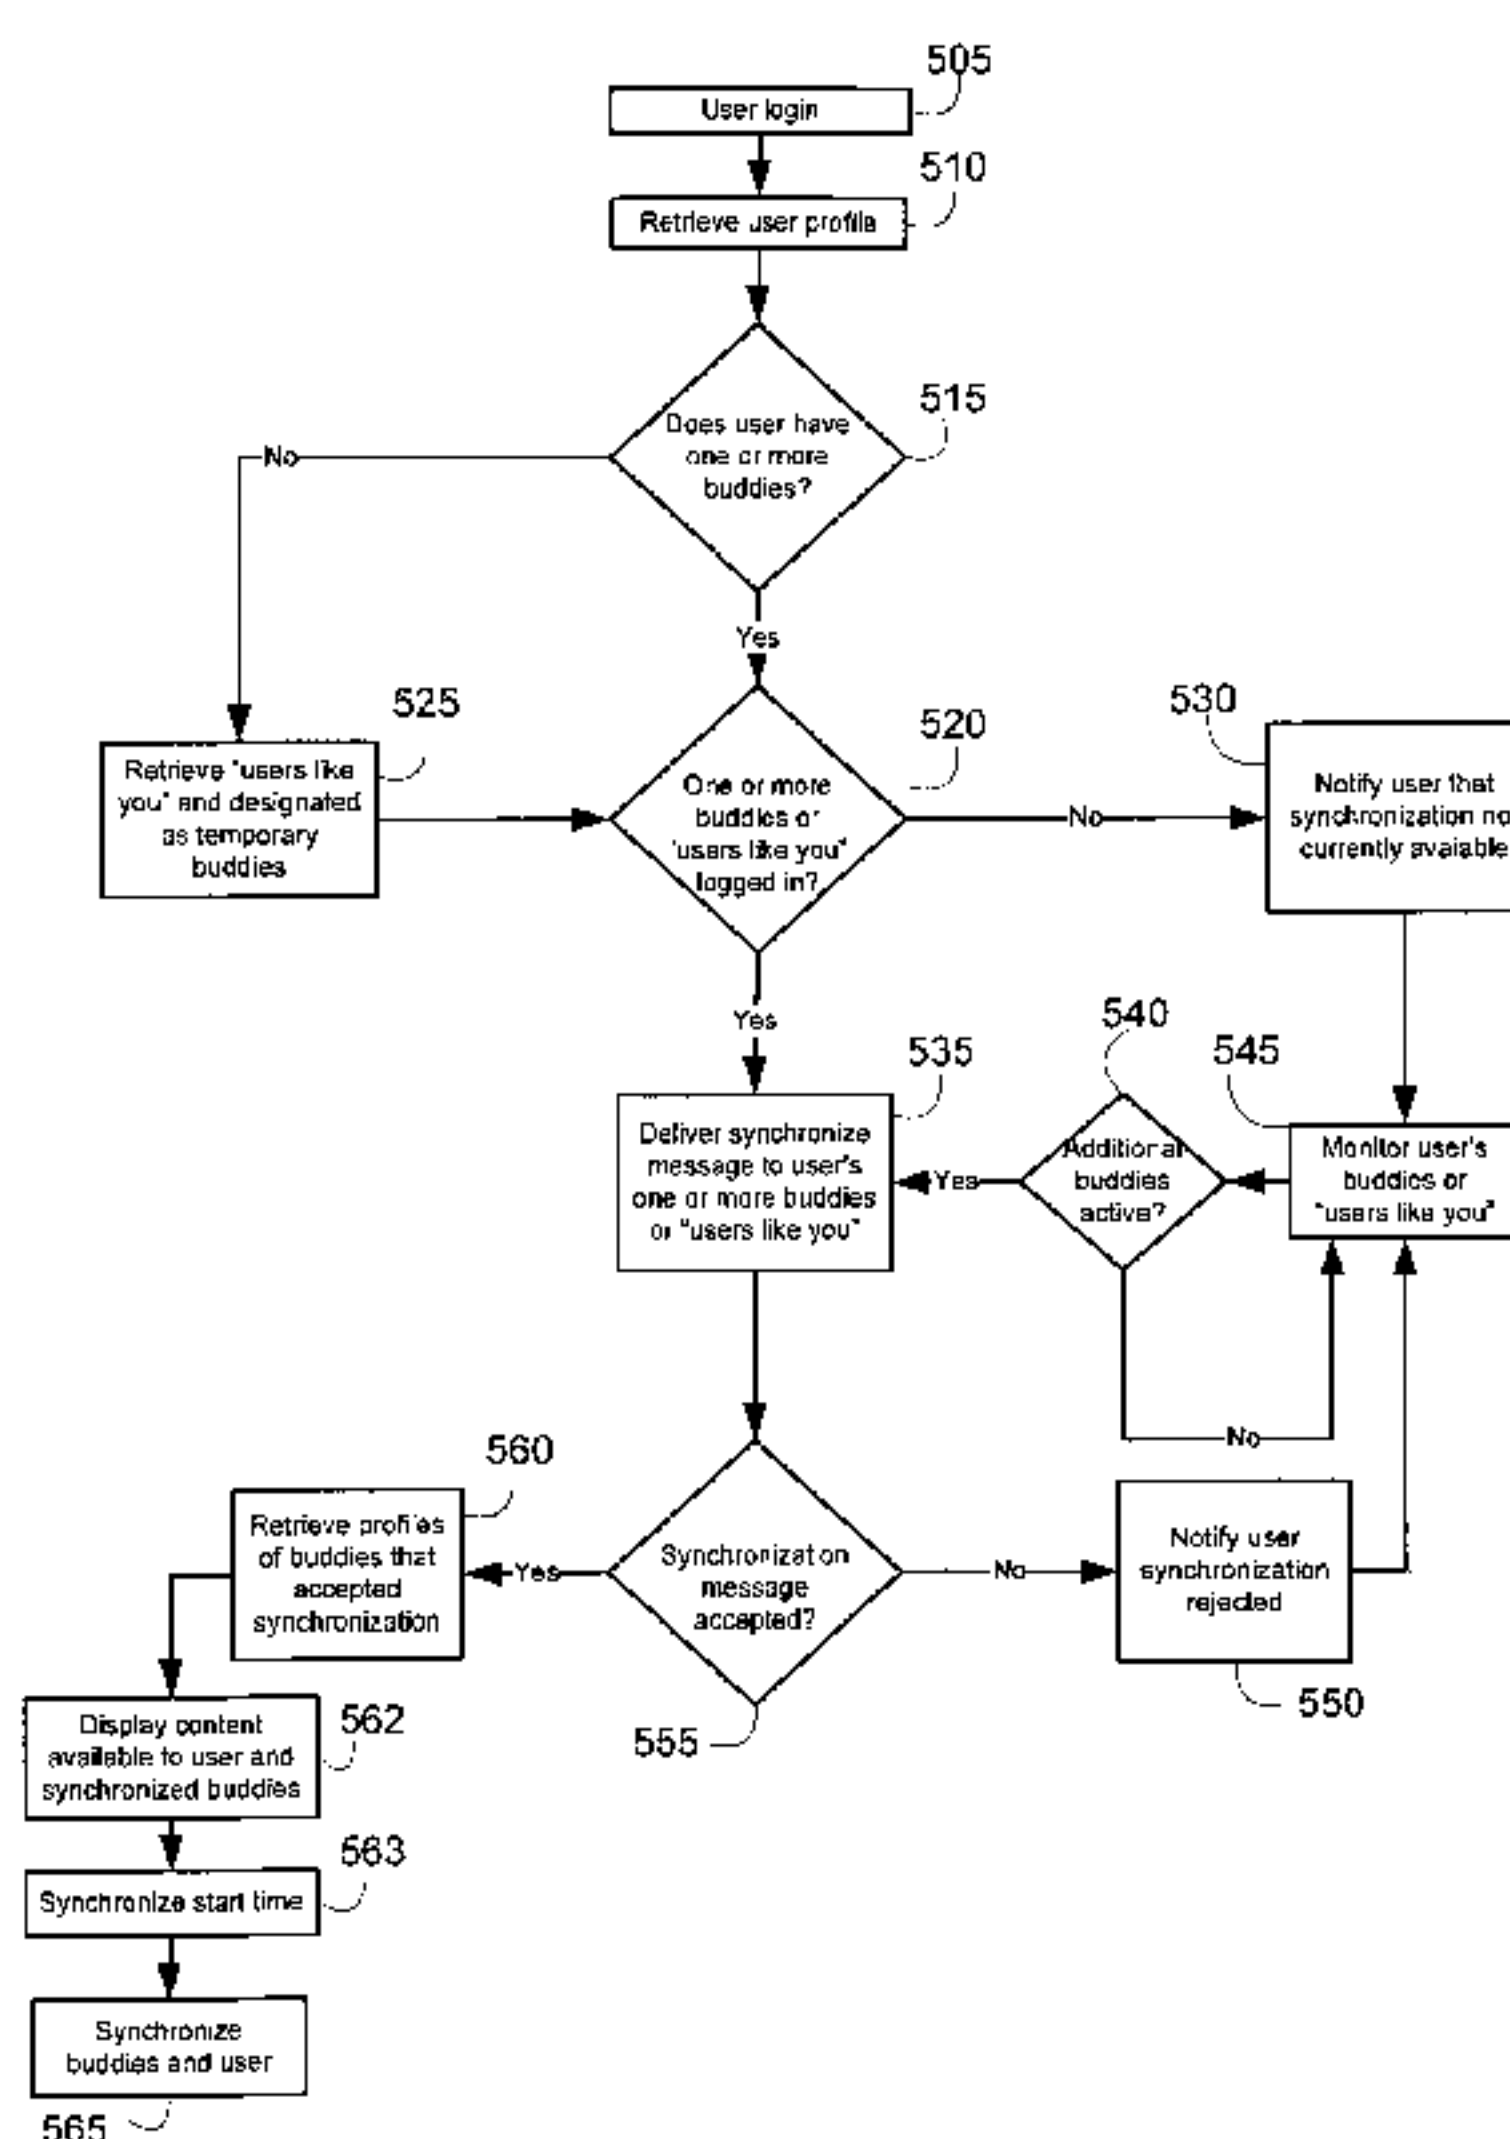 505
User login
510
Retrieve user profile
515
Does user have
one or more
buddies?
No
Yes
525
Retrieve "users like
you" and designated
as temporary
buddies
520
One or more
buddies or
"users like you"
logged in?
No
530
Notify user that
synchronization no
currently avaiable
Yes
535
Deliver synchronize
message to user's
one or more buddies
or "users like you"
540
Additional
buddies
active?
Yes
No
545
Monitor user's
buddies or
"users like you"
555
Synchronization
message
accepted?
Yes
No
550
Notify user
synchronization
rejected
560
Retrieve profiles
of buddies that
accepted
synchronization
562
Display content
available to user and
synchronized buddies
563
Synchronize start time
Synchronize
buddies and user
565